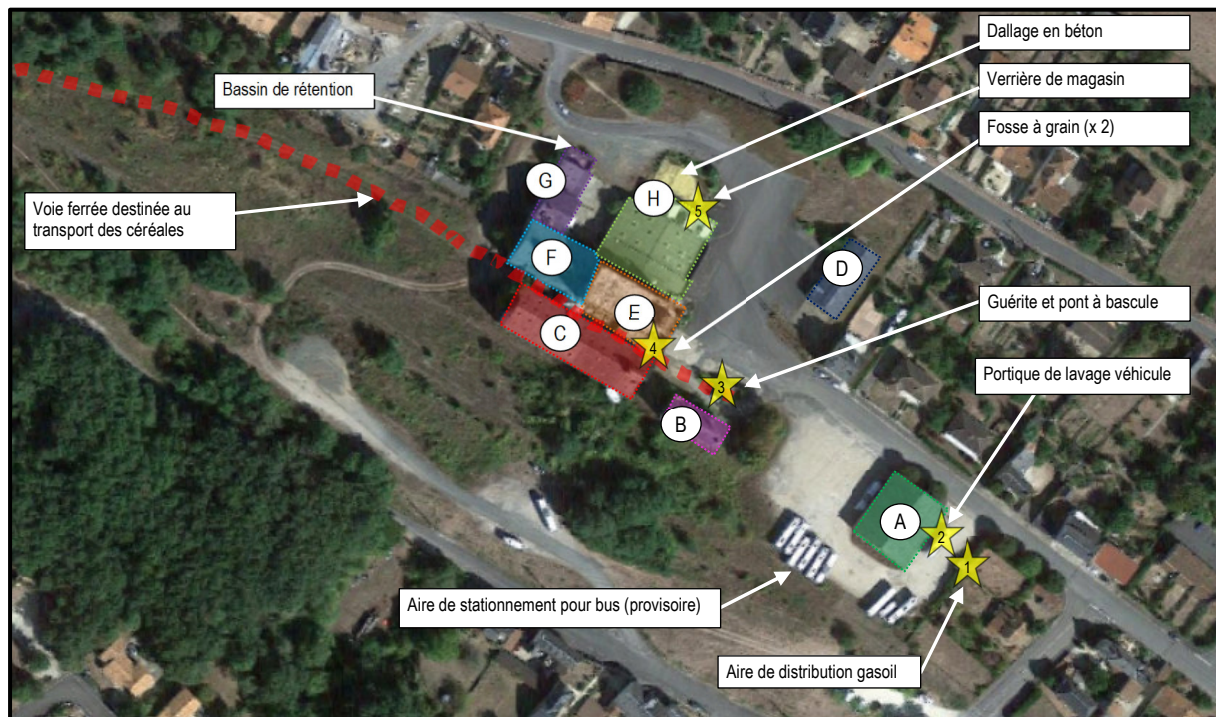 Dallage en béton
Verrière de magasin
Bassin de rétention
Fosse à grain (x 2)
G
H
5
Voie ferrée destinée au
transport des céréales
F
D
E
Guérite et pont à bascule
C
4
Portique de lavage véhicule
3
B
A
2
1
Aire de stationnement pour bus (provisoire)
Aire de distribution gasoil